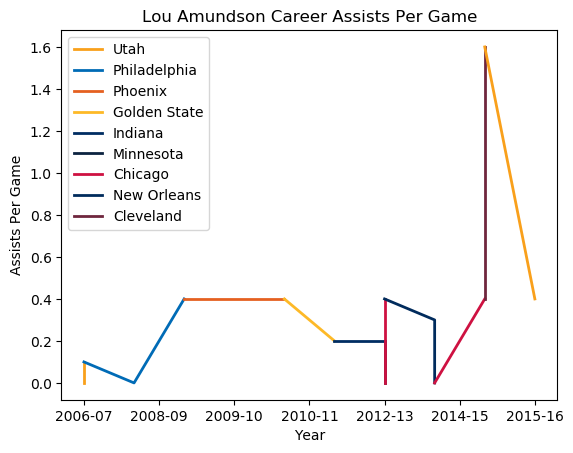 Lou Amundson Career Assists Per Game
Utah
Philadelphia
Phoenix
Golden State
Indiana
Minnesota
Chicago
New Orleans
Cleveland
Assists Per Game
1.6
1.4
1.2
1.0
0.8
0.6
0.4
0.2
0.0
2006-07 2008-09 2009-10 2010-11 2012-13 2014-15 2015-16
Year